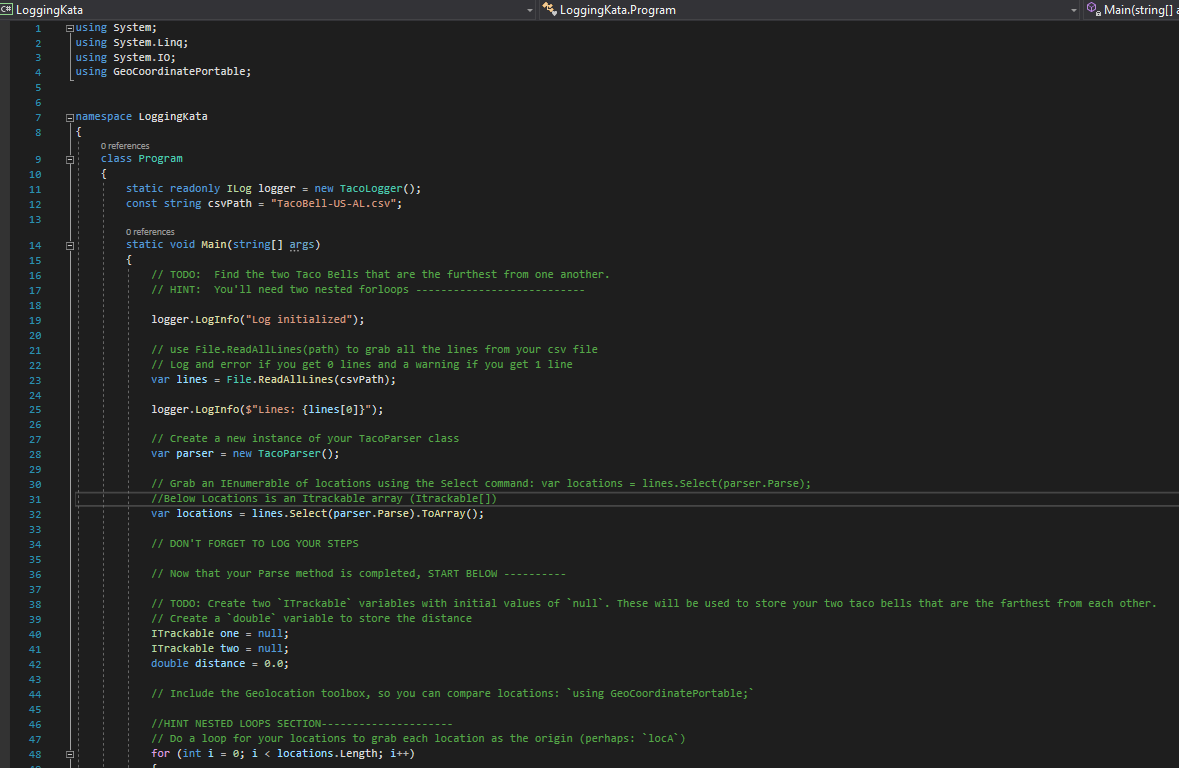 C# LoggingKata LoggingKata.Program Main(string[] a
1 using System;
2 using System.Linq;
3 using System.IO;
4 using GeoCoordinatePortable;
5
6
7 namespace LoggingKata
8 {
0 references
9 class Program
10 {
11 static readonly ILog logger = new TacoLogger();
12 const string csvPath = "TacoBell-US-AL.csv";
13
0 references
14 static void Main(string[] args)
15 {
16 // TODO:  Find the two Taco Bells that are the furthest from one another.
17 // HINT:  You'll need two nested forloops ---------------------------
18
19 logger.LogInfo("Log initialized");
20
21 // use File.ReadAllLines(path) to grab all the lines from your csv file
22 // Log and error if you get 0 lines and a warning if you get 1 line
23 var lines = File.ReadAllLines(csvPath);
24
25 logger.LogInfo($"Lines: {lines[0]}");
26
27 // Create a new instance of your TacoParser class
28 var parser = new TacoParser();
29
30 // Grab an IEnumerable of locations using the Select command: var locations = lines.Select(parser.Parse);
31 //Below Locations is an Itrackable array (Itrackable[])
32 var locations = lines.Select(parser.Parse).ToArray();
33
34 // DON'T FORGET TO LOG YOUR STEPS
35
36 // Now that your Parse method is completed, START BELOW ----------
37
38 // TODO: Create two `ITrackable` variables with initial values of `null`. These will be used to store your two taco bells that are the farthest from each other.
39 // Create a `double` variable to store the distance
40 ITrackable one = null;
41 ITrackable two = null;
42 double distance = 0.0;
43
44 // Include the Geolocation toolbox, so you can compare locations: `using GeoCoordinatePortable;`
45
46 //HINT NESTED LOOPS SECTION---------------------
47 // Do a loop for your locations to grab each location as the origin (perhaps: `locA`)
48 for (int i = 0; i < locations.Length; i++)